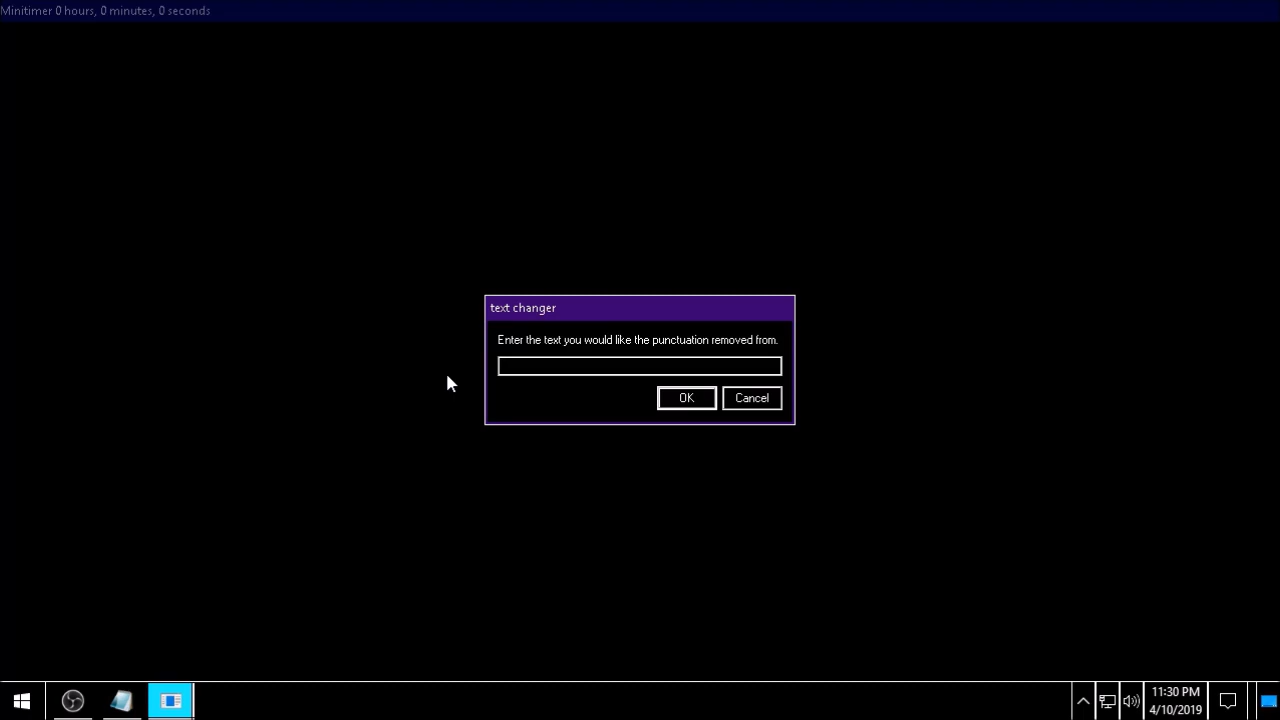 Minitimer 0 hours, 0 minutes, 0 seconds
text changer
Enter the text you would like the punctuation removed from.
OK
Cancel
11:30 PM
4/10/2019